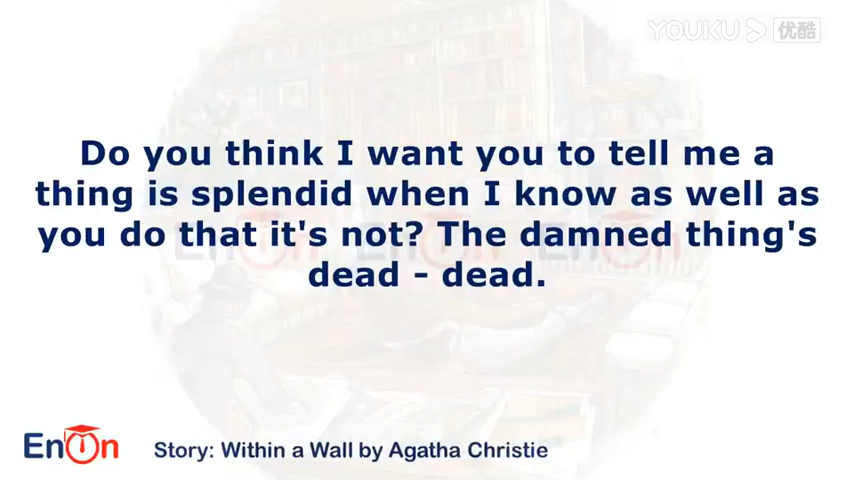 YOUKU 优酷
Do you think I want you to tell me a
thing is splendid when I know as well as
you do that it's not? The damned thing's
dead - dead.
EnOn
Story: Within a Wall by Agatha Christie